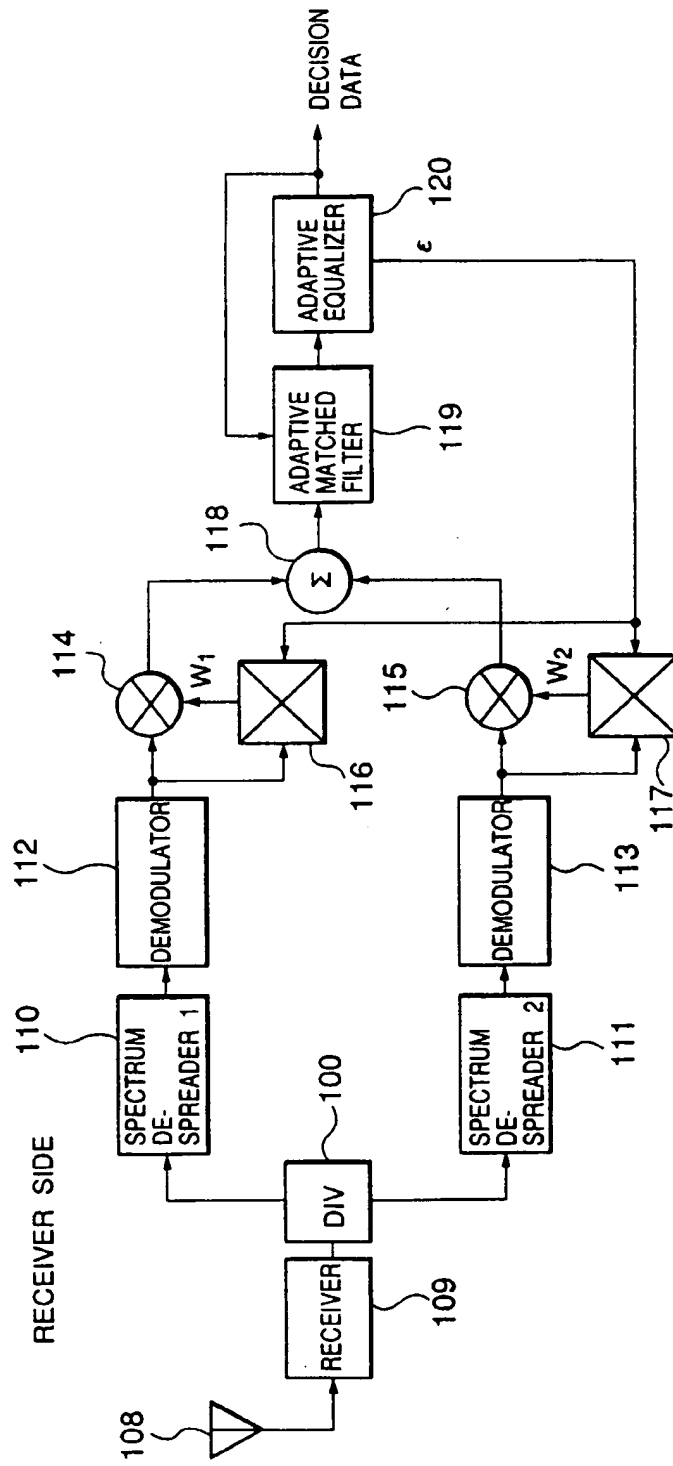 RECEIVER SIDE
108
RECEIVER
109
DIV
100
SPECTRUM
DE-
SPREADER 1
110
SPECTRUM
DE-
SPREADER 2
111
DEMODULATOR
112
DEMODULATOR
113
114
W1
116
115
W2
117
118
Σ
ADAPTIVE
MATCHED
FILTER
119
ADAPTIVE
EQUALIZER
120
ε
DECISION
DATA